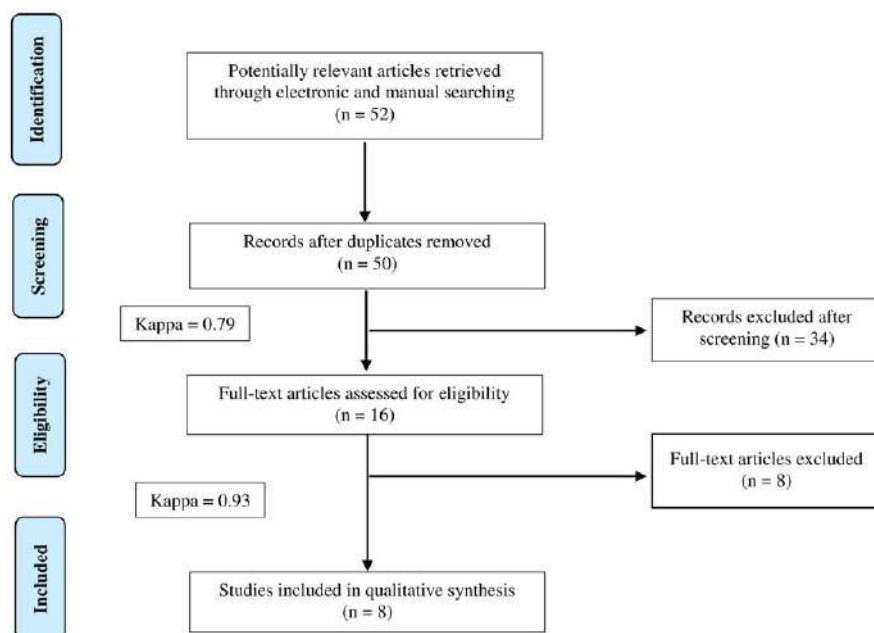 Identification
Potentially relevant articles retrieved
through electronic and manual searching
(n = 52)
Screening
Records after duplicates removed
(n = 50)
Kappa = 0.79
Records excluded after
screening (n = 34)
Eligibility
Full-text articles assessed for eligibility
(n = 16)
Full-text articles excluded
(n = 8)
Kappa = 0.93
Included
Studies included in qualitative synthesis
(n = 8)